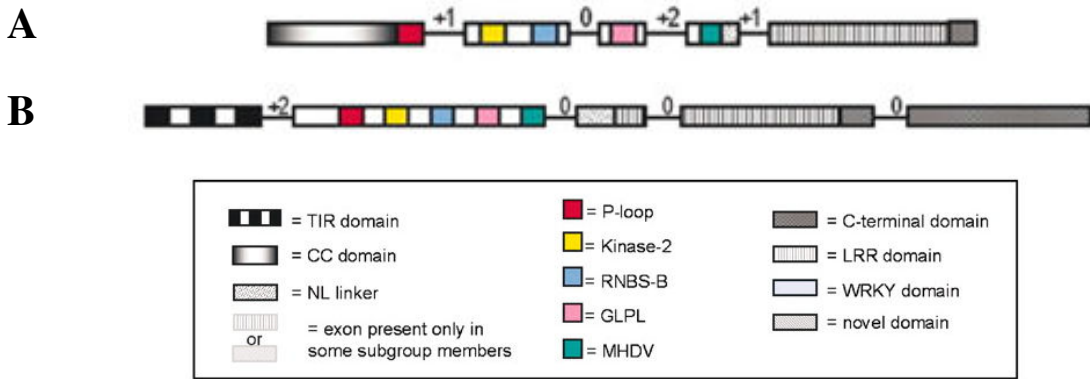 A
+1 0 +2 +1
B
+2 0 0 0
= TIR domain
= CC domain
= NL linker
or
= exon present only in
some subgroup members
= P-loop
= Kinase-2
= RNBS-B
= GLPL
= MHDV
= C-terminal domain
= LRR domain
= WRKY domain
= novel domain